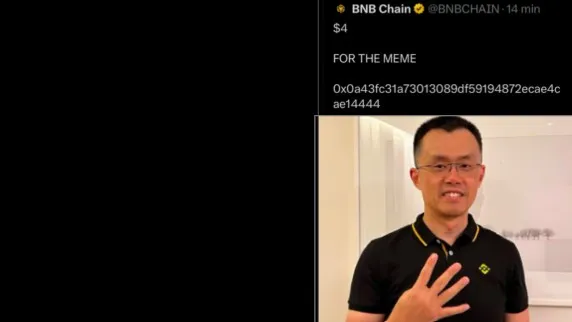 BNB Chain @BNBCHAIN · 14 min
$4
FOR THE MEME
0x0a43fc31a73013089df59194872ecae4c
ae14444